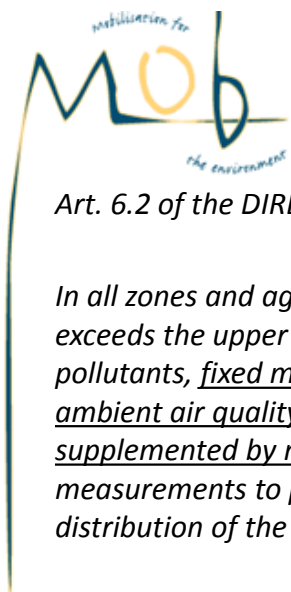 mobilisation for
Mob
the environment
Art. 6.2 of the DIRE
In all zones and ag
exceeds the upper
pollutants, fixed m
ambient air quality
supplemented by r
measurements to p
distribution of the